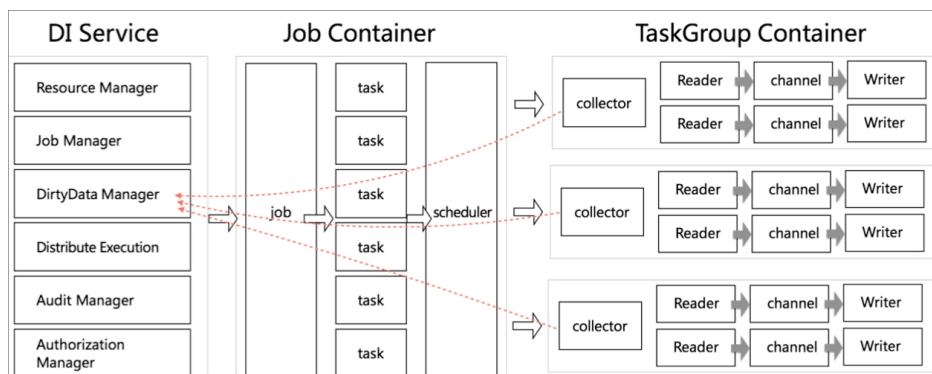 DI Service
Job Container
TaskGroup Container
Resource Manager
Job Manager
DirtyData Manager
Distribute Execution
Audit Manager
Authorization
Manager
job
task
task
task
task
task
task
scheduler
collector
Reader
channel
Writer
Reader
channel
Writer
collector
Reader
channel
Writer
Reader
channel
Writer
collector
Reader
channel
Writer
Reader
channel
Writer